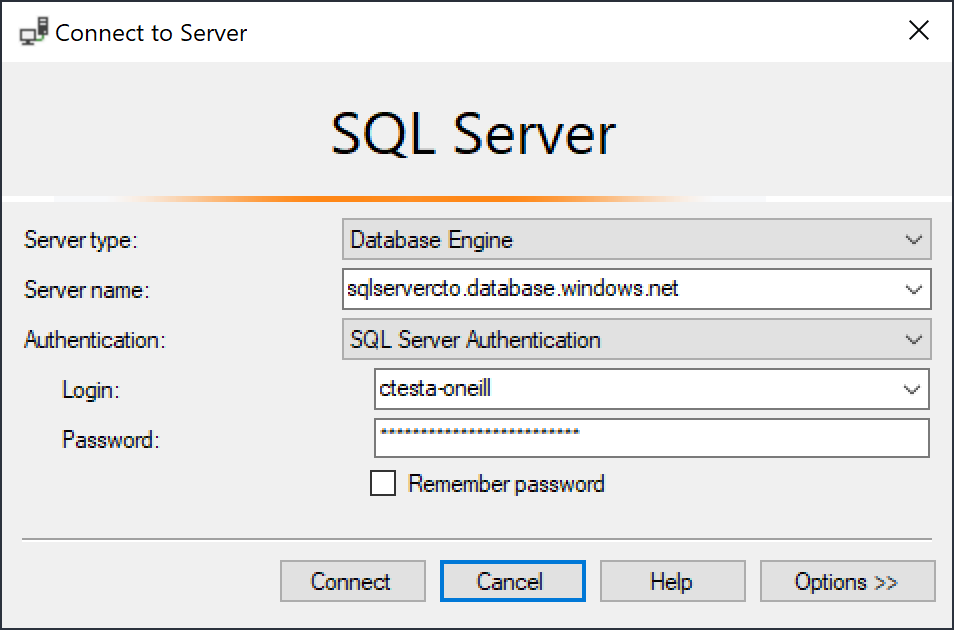 Connect to Server
SQL Server
Server type: Database Engine
Server name: sqlservercto.database.windows.net
Authentication: SQL Server Authentication
Login: ctesta-oneill
Password: *************************
Remember password
Connect Cancel Help Options >>